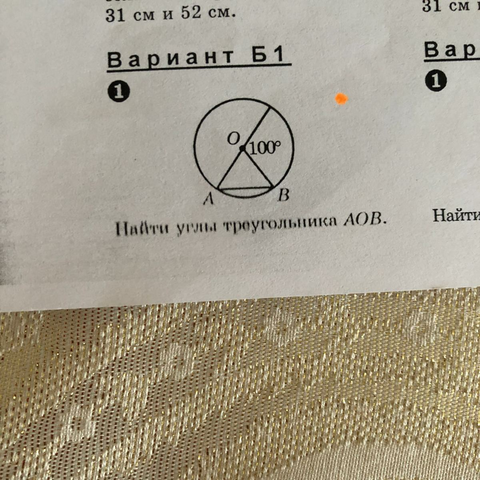 31 см и 52 см.
31 см
Вариант Б1
Вар
1
1
O
100°
A
B
Найти углы треугольника AOB.
Найти